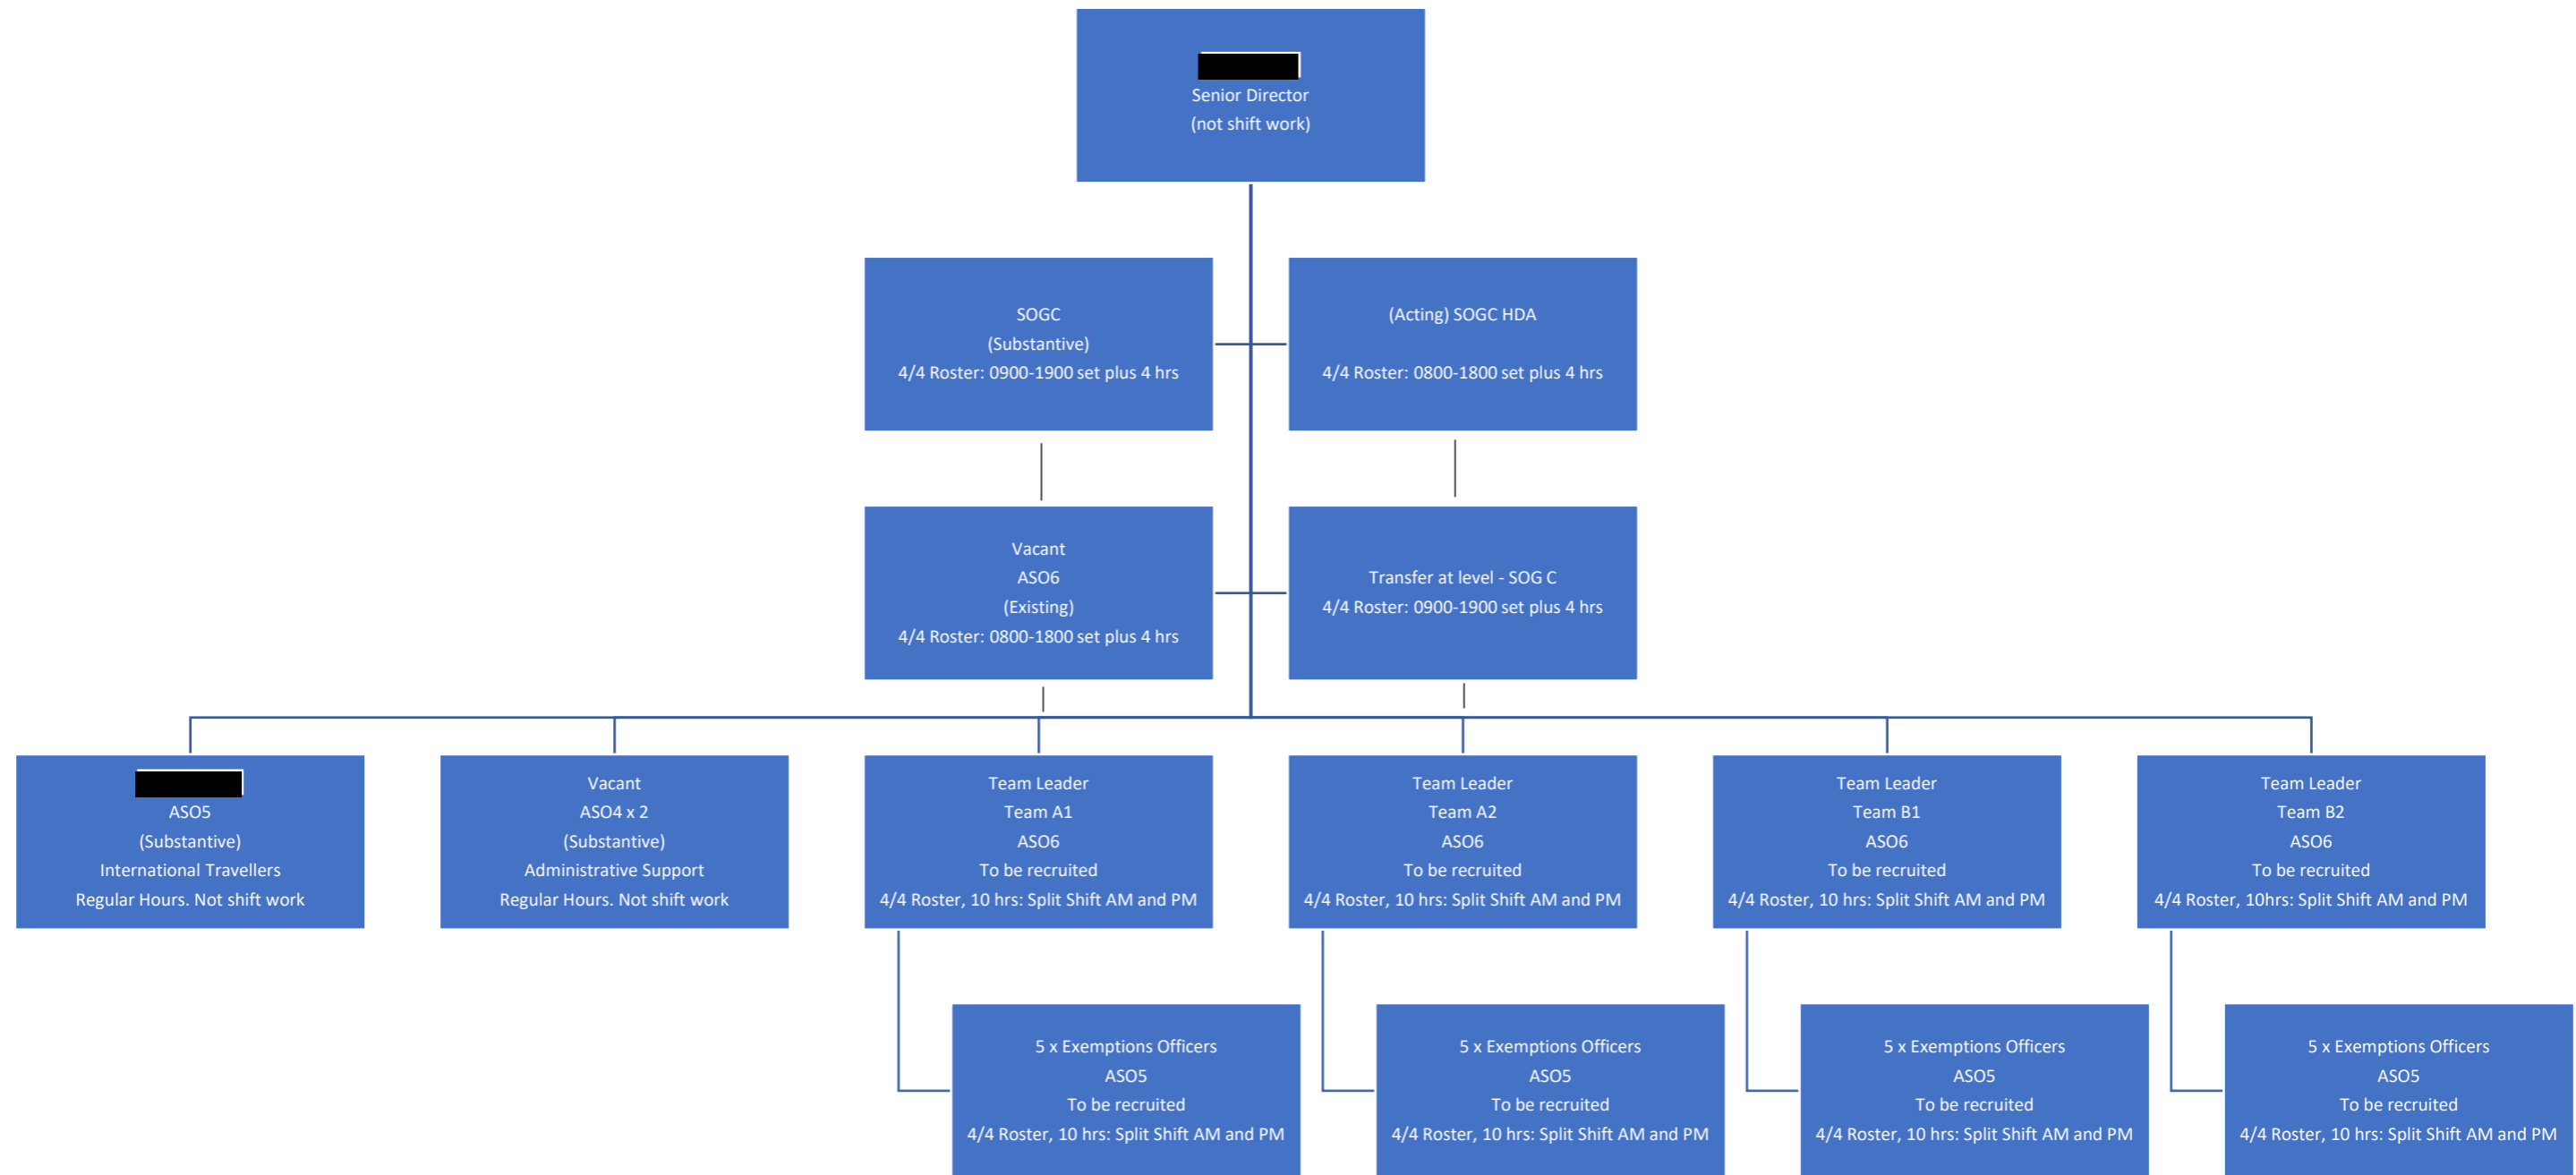 Senior Director
(not shift work)
SOGC
(Substantive)
4/4 Roster: 0900-1900 set plus 4 hrs
(Acting) SOGC HDA
4/4 Roster: 0800-1800 set plus 4 hrs
Vacant
ASO6
(Existing)
4/4 Roster: 0800-1800 set plus 4 hrs
Transfer at level - SOG C
4/4 Roster: 0900-1900 set plus 4 hrs
ASO5
(Substantive)
International Travellers
Regular Hours. Not shift work
Vacant
ASO4 x 2
(Substantive)
Administrative Support
Regular Hours. Not shift work
Team Leader
Team A1
ASO6
To be recruited
4/4 Roster, 10 hrs: Split Shift AM and PM
Team Leader
Team A2
ASO6
To be recruited
4/4 Roster, 10 hrs: Split Shift AM and PM
Team Leader
Team B1
ASO6
To be recruited
4/4 Roster, 10 hrs: Split Shift AM and PM
Team Leader
Team B2
ASO6
To be recruited
4/4 Roster, 10hrs: Split Shift AM and PM
5 x Exemptions Officers
ASO5
To be recruited
4/4 Roster, 10 hrs: Split Shift AM and PM
5 x Exemptions Officers
ASO5
To be recruited
4/4 Roster, 10 hrs: Split Shift AM and PM
5 x Exemptions Officers
ASO5
To be recruited
4/4 Roster, 10 hrs: Split Shift AM and PM
5 x Exemptions Officers
ASO5
To be recruited
4/4 Roster, 10 hrs: Split Shift AM and PM